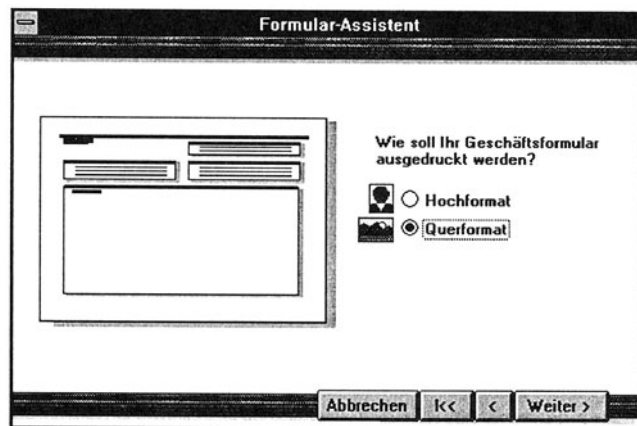 Formular-Assistent
Wie soll Ihr Geschäftsformular
ausgedruckt werden?
Hochformat
Querformat
Abbrechen |<< < Weiter >